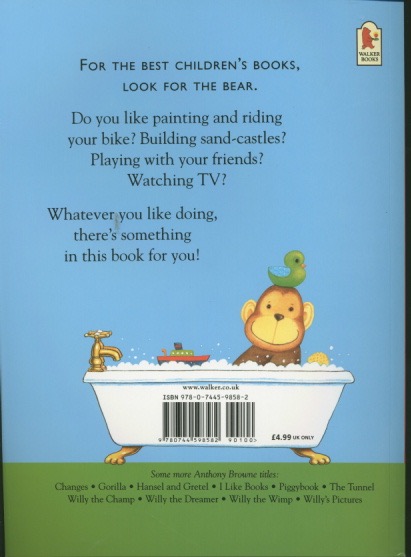 WALKER
BOOKS
FOR THE BEST CHILDREN'S BOOKS,
LOOK FOR THE BEAR.
Do you like painting and riding
your bike? Building sand-castles?
Playing with your friends?
Watching TV?
Whatever you like doing,
there's something
in this book for you!
www.walker.co.uk
ISBN 978-0-7445-9858-2
9 780744 598582 90100>
£4.99 UK ONLY
Some more Anthony Browne titles:
Changes • Gorilla • Hansel and Gretel • I Like Books • Piggybook • The Tunnel
Willy the Champ • Willy the Dreamer • Willy the Wimp • Willy's Pictures